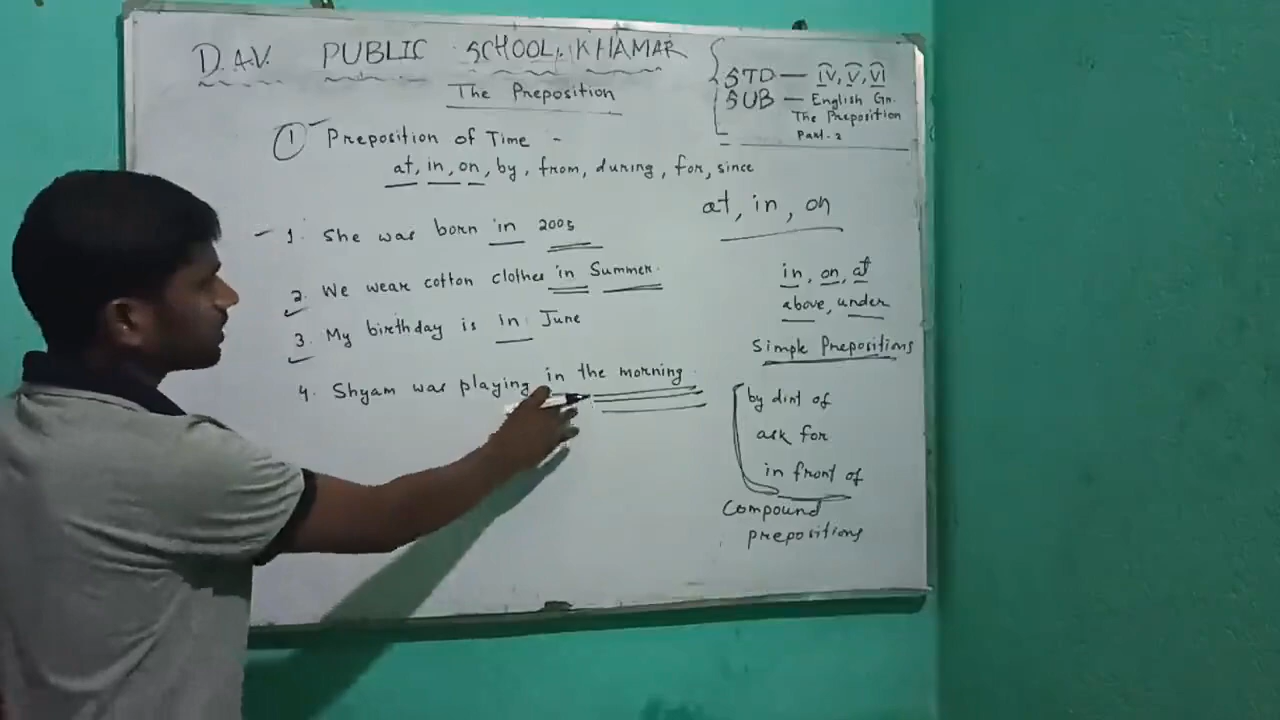 D.A.V. PUBLIC SCHOOL, KHAMAR
The Preposition
STD — IV, V, VI
SUB — English Gr.
The Preposition
Part-2
1 Preposition of Time -
at, in, on, by, from, during, for, since
at, in, on
1. She was born in 2005
2. We wear cotton clothes in Summer.
3. My birthday is in June
4. Shyam was playing in the morning.
in, on, at
above, under
Simple Prepositions
by dint of
ask for
in front of
Compound
prepositions